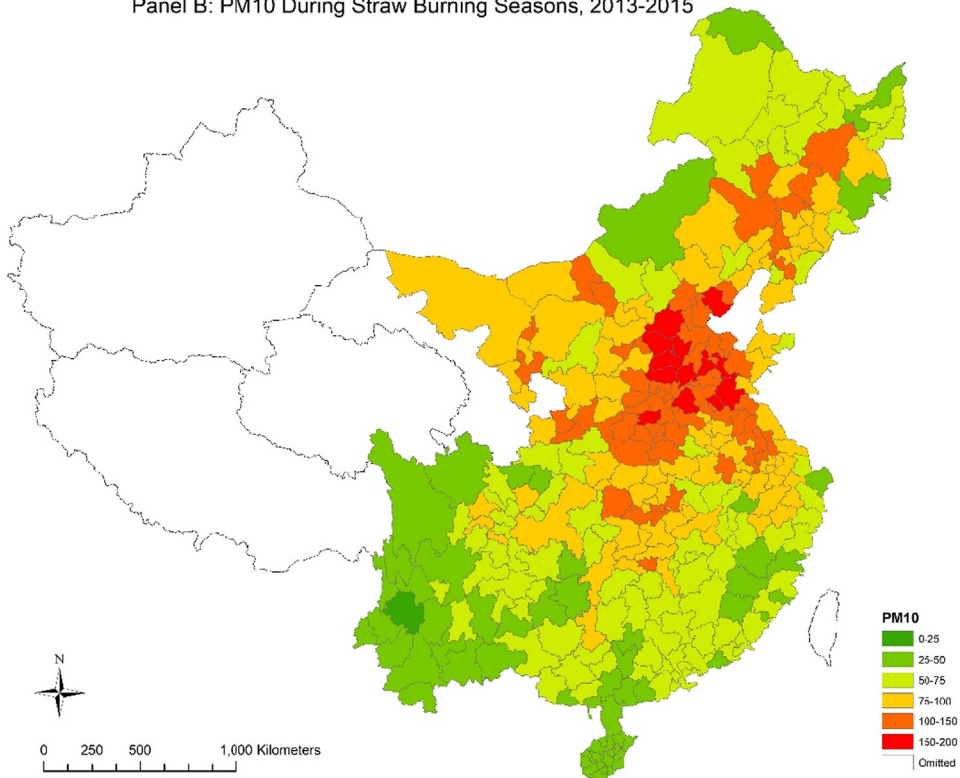 Panel B: PM10 During Straw Burning Seasons, 2013-2015
PM10
0-25
25-50
50-75
75-100
100-150
150-200
Omitted
N
0 250 500 1,000 Kilometers